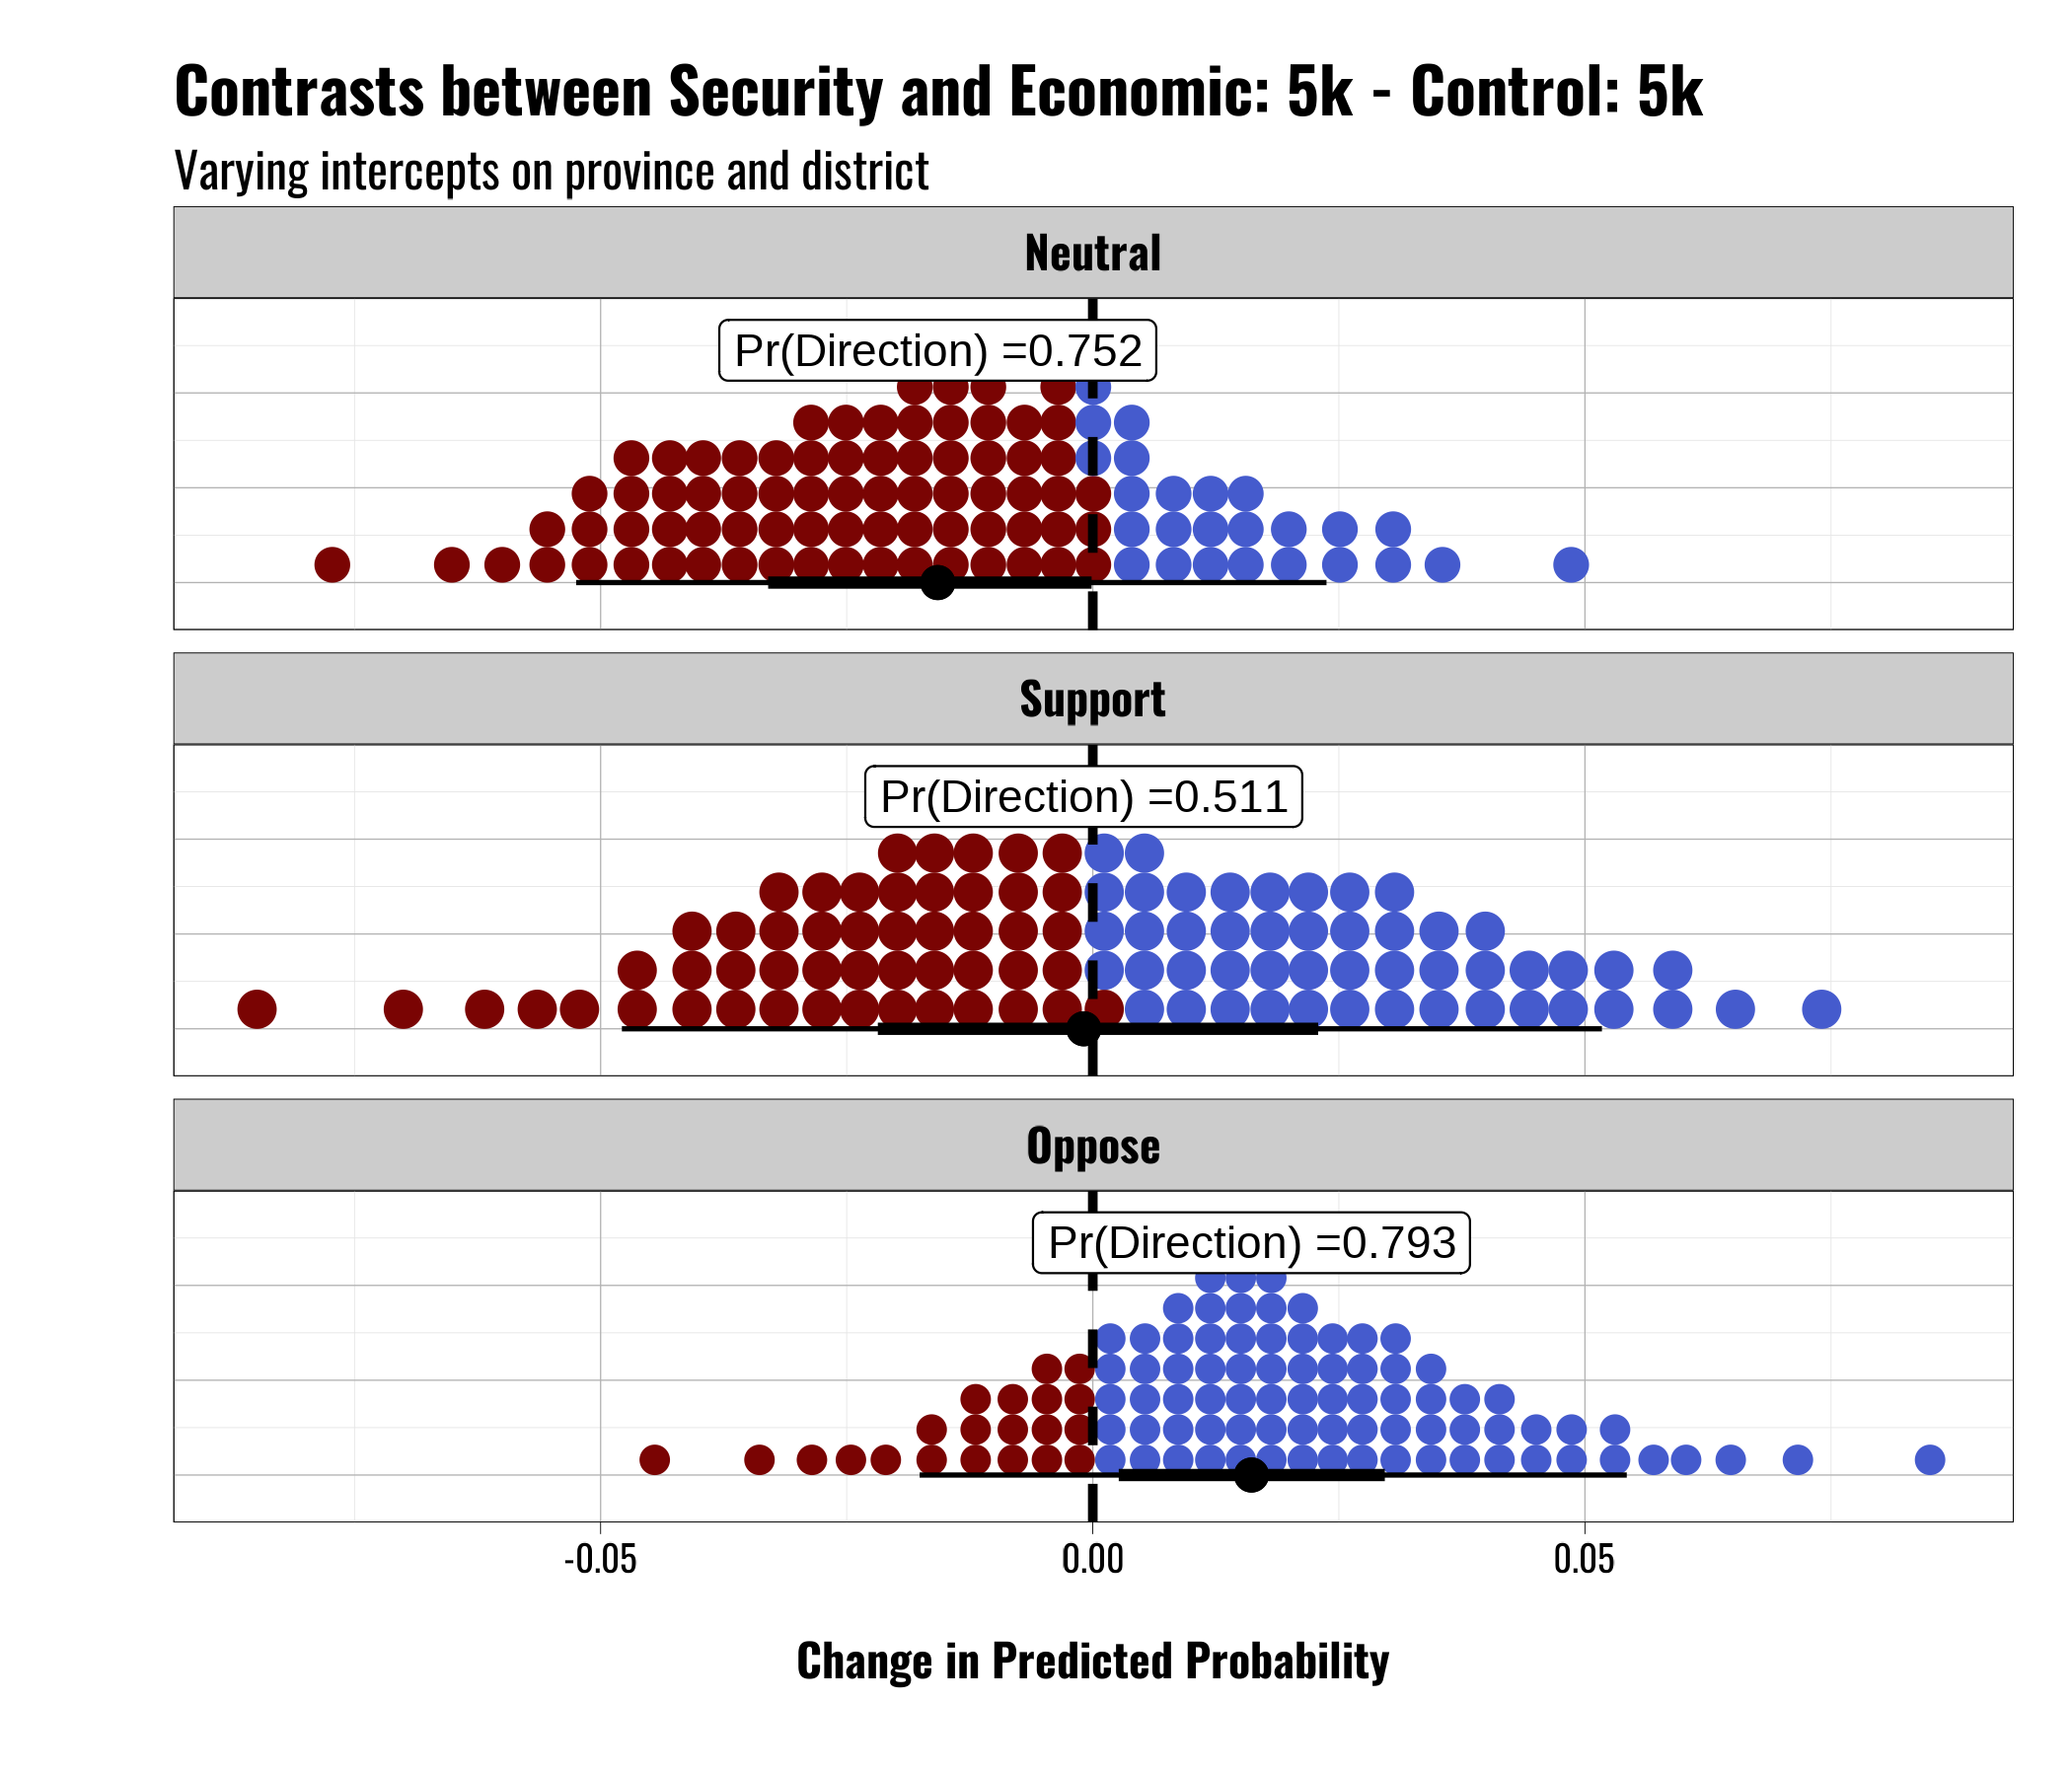 Contrasts between Security and Economic: 5k - Control: 5k
Varying intercepts on province and district
Neutral
Pr(Direction) =0.752
Support
Pr(Direction) =0.511
Oppose
Pr(Direction) =0.793
-0.05 0.00 0.05
Change in Predicted Probability